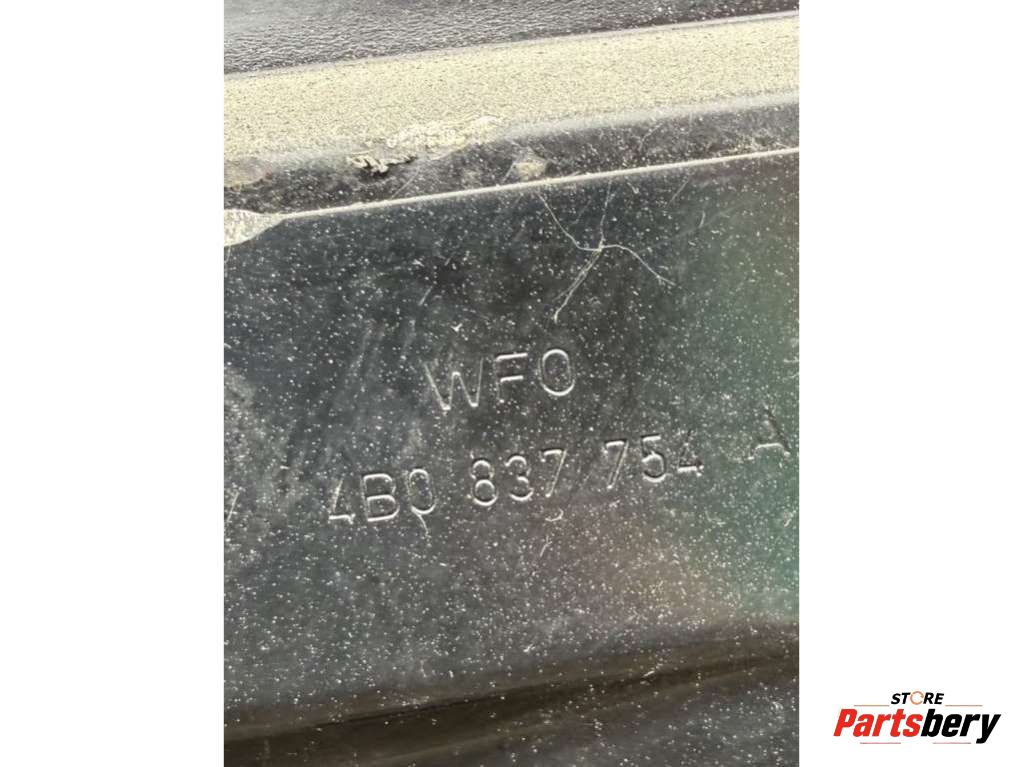 WFO
4B0 837 754 A
STORE
Partsbery